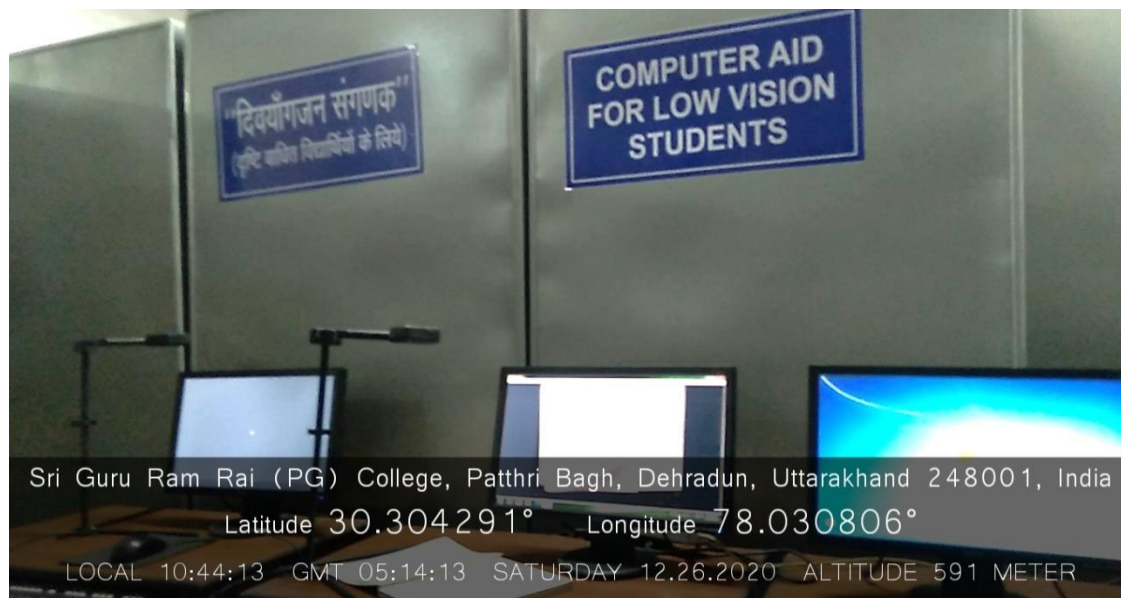 "दिवयाँगजन संगणक"
(दृष्टि बाधित विद्यार्थियों के लिये)
COMPUTER AID
FOR LOW VISION
STUDENTS
Sri Guru Ram Rai (PG) College, Patthri Bagh, Dehradun, Uttarakhand 248001, India
Latitude 30.304291° Longitude 78.030806°
LOCAL 10:44:13 GMT 05:14:13 SATURDAY 12.26.2020 ALTITUDE 591 METER